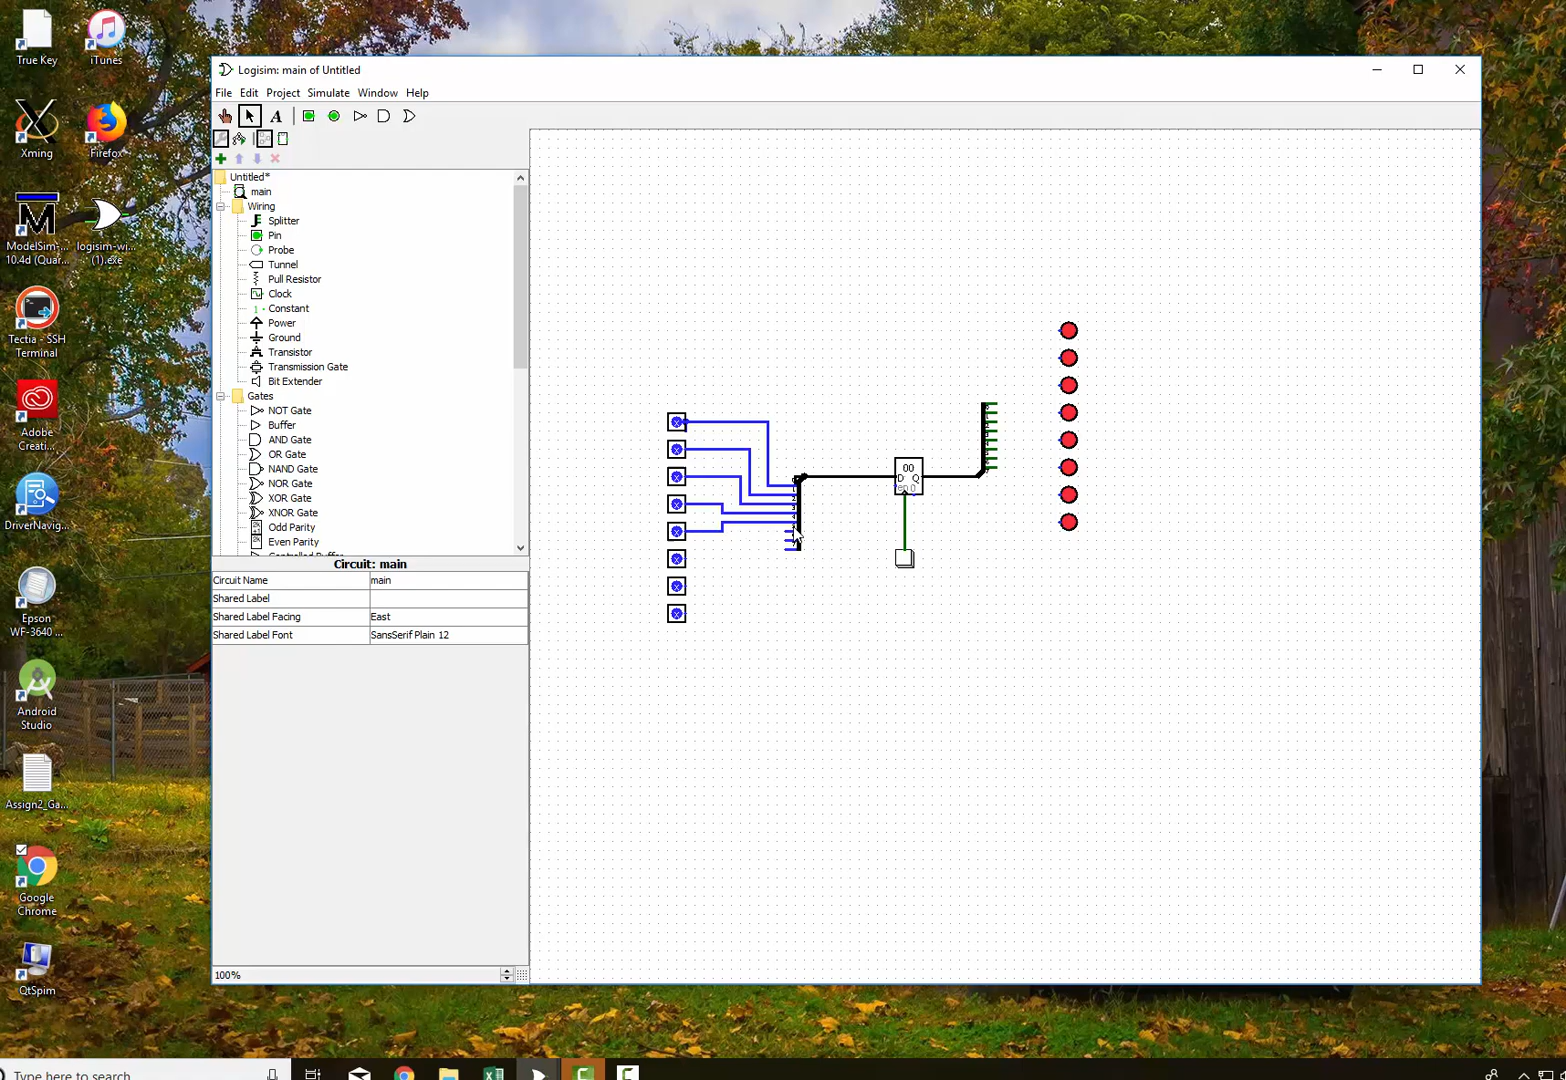 True Key
iTunes
Xming
Firefox
ModelSim-...
10.4d (Quar...
logisim-wi...
(1).exe
Tectia - SSH
Terminal
Adobe
Creati...
DriverNavig...
Epson
WF-3640 ...
Android
Studio
Assign2_Ga...
Google
Chrome
QtSpim
Logisim: main of Untitled
File Edit Project Simulate Window Help
A
Untitled*
main
Wiring
Splitter
Pin
Probe
Tunnel
Pull Resistor
Clock
Constant
Power
Ground
Transistor
Transmission Gate
Bit Extender
Gates
NOT Gate
Buffer
AND Gate
OR Gate
NAND Gate
NOR Gate
XOR Gate
XNOR Gate
Odd Parity
Even Parity
Controlled Buffer
Circuit: main
Circuit Name main
Shared Label
Shared Label Facing East
Shared Label Font SansSerif Plain 12
100%
x
x
x
x
x
x
x
x
00
D Q
en 0
Type here to search